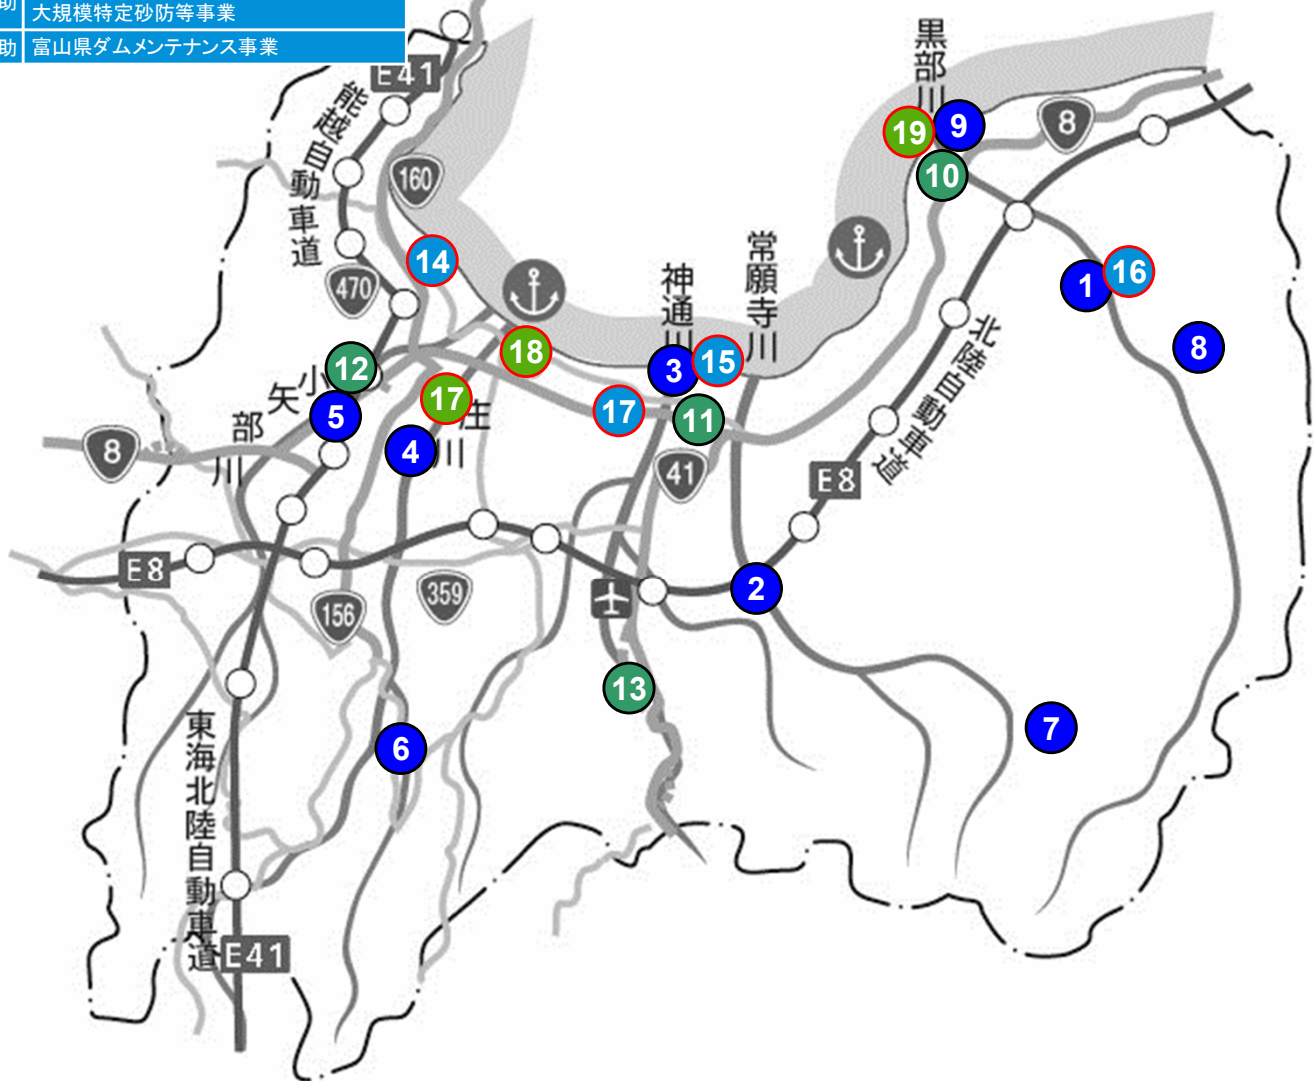 助
大規模特定砂防等事業
助
富山県ダムメンテナンス事業
E41
能越自動車道
160
470
黒部川
19
9
10
8
14
神通川
常願寺川
1
16
8
18
3
15
12
小矢部川
5
17
庄川
4
17
11
41
北陸自動車道
E8
8
E8
359
156
2
13
6
7
東海北陸自動車道
E41